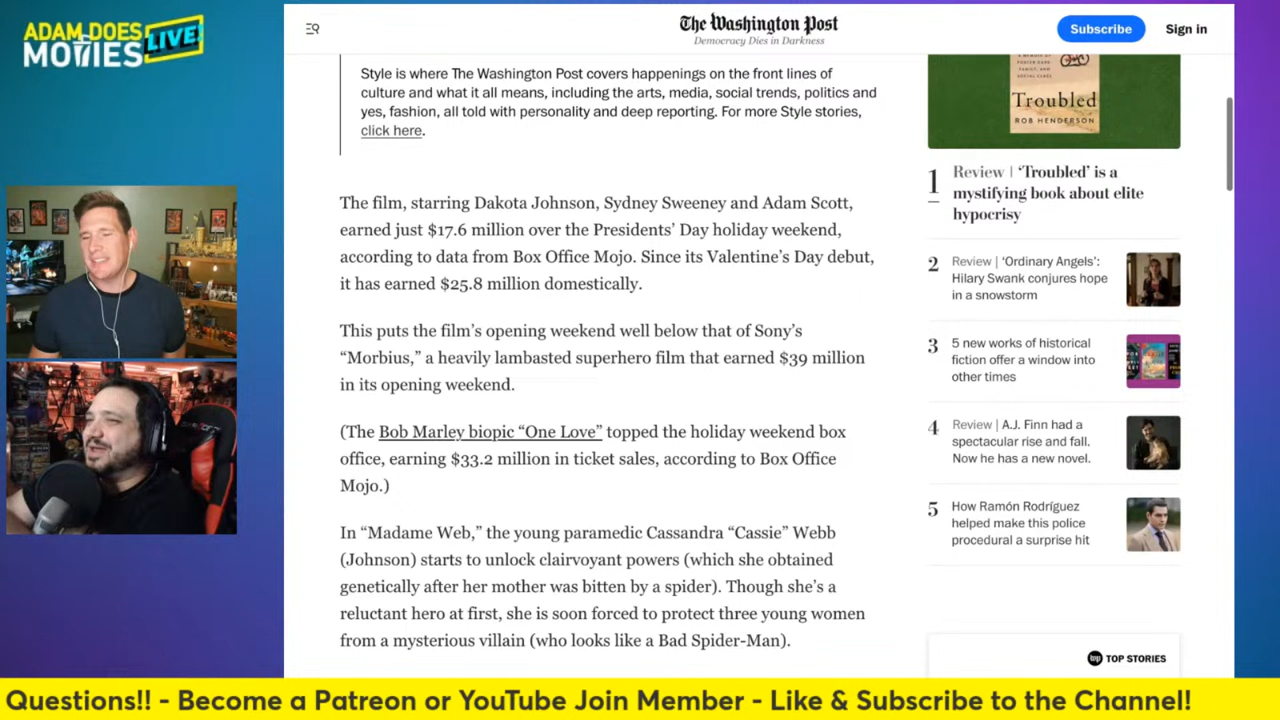 ADAM DOES
MOVIES
LIVE!
The Washington Post
Democracy Dies in Darkness
Subscribe
Sign in
Style is where The Washington Post covers happenings on the front lines of
culture and what it all means, including the arts, media, social trends, politics and
yes, fashion, all told with personality and deep reporting. For more Style stories,
click here.
The film, starring Dakota Johnson, Sydney Sweeney and Adam Scott,
earned just $17.6 million over the Presidents’ Day holiday weekend,
according to data from Box Office Mojo. Since its Valentine’s Day debut,
it has earned $25.8 million domestically.
This puts the film’s opening weekend well below that of Sony’s
“Morbius,” a heavily lambasted superhero film that earned $39 million
in its opening weekend.
(The Bob Marley biopic “One Love” topped the holiday weekend box
office, earning $33.2 million in ticket sales, according to Box Office
Mojo.)
In “Madame Web,” the young paramedic Cassandra “Cassie” Webb
(Johnson) starts to unlock clairvoyant powers (which she obtained
genetically after her mother was bitten by a spider). Though she’s a
reluctant hero at first, she is soon forced to protect three young women
from a mysterious villain (who looks like a Bad Spider-Man).
Troubled
ROB HENDERSON
1
Review | ‘Troubled’ is a
mystifying book about elite
hypocrisy
2
Review | ‘Ordinary Angels’:
Hilary Swank conjures hope
in a snowstorm
3
5 new works of historical
fiction offer a window into
other times
4
Review | A.J. Finn had a
spectacular rise and fall.
Now he has a new novel.
5
How Ramón Rodríguez
helped make this police
procedural a surprise hit
wp TOP STORIES
Questions!! - Become a Patreon or YouTube Join Member - Like & Subscribe to the Channel!